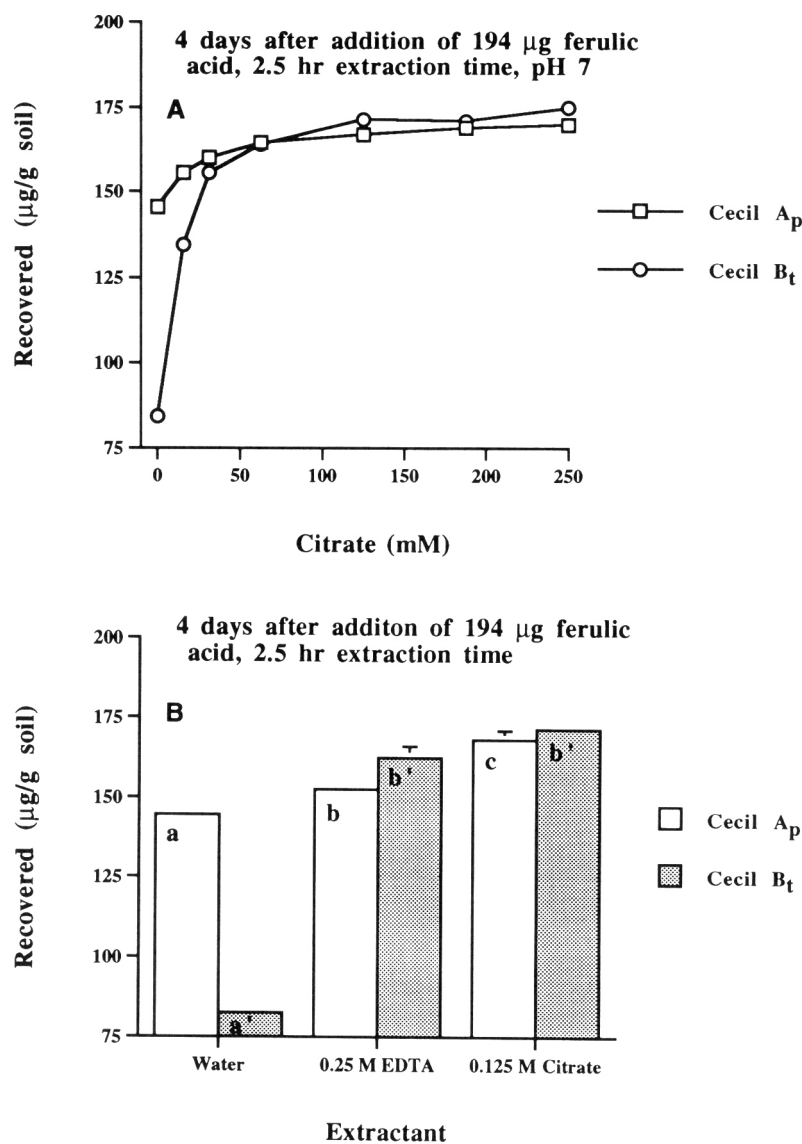 4 days after addition of 194 µg ferulic
acid, 2.5 hr extraction time, pH 7
A
200
175
150
125
100
75
Recovered (µg/g soil)
0 50 100 150 200 250
Citrate (mM)
Cecil Ap
Cecil Bt
4 days after additon of 194 µg ferulic
acid, 2.5 hr extraction time
B
200
175
150
125
100
75
Recovered (µg/g soil)
a
a'
b
b'
c
b'
Water 0.25 M EDTA 0.125 M Citrate
Extractant
Cecil Ap
Cecil Bt